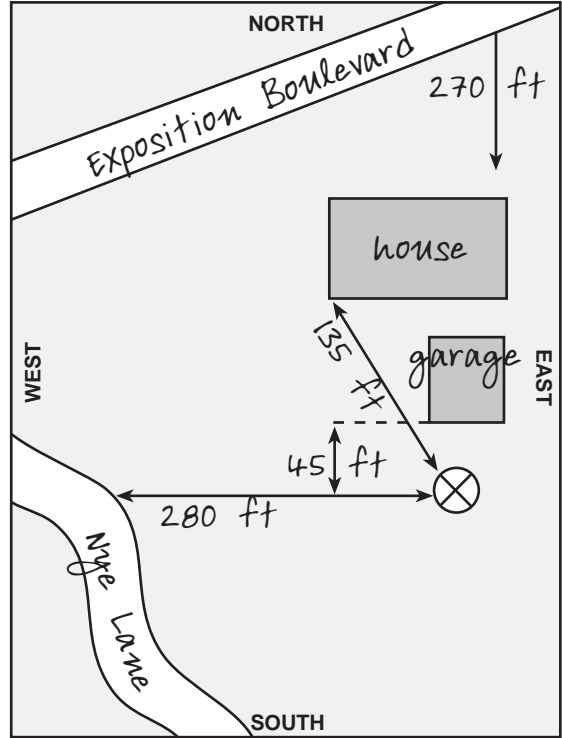 NORTH
Exposition Boulevard
270 ft
house
135 ft
garage
WEST
EAST
45 ft
280 ft
Nye Lane
SOUTH